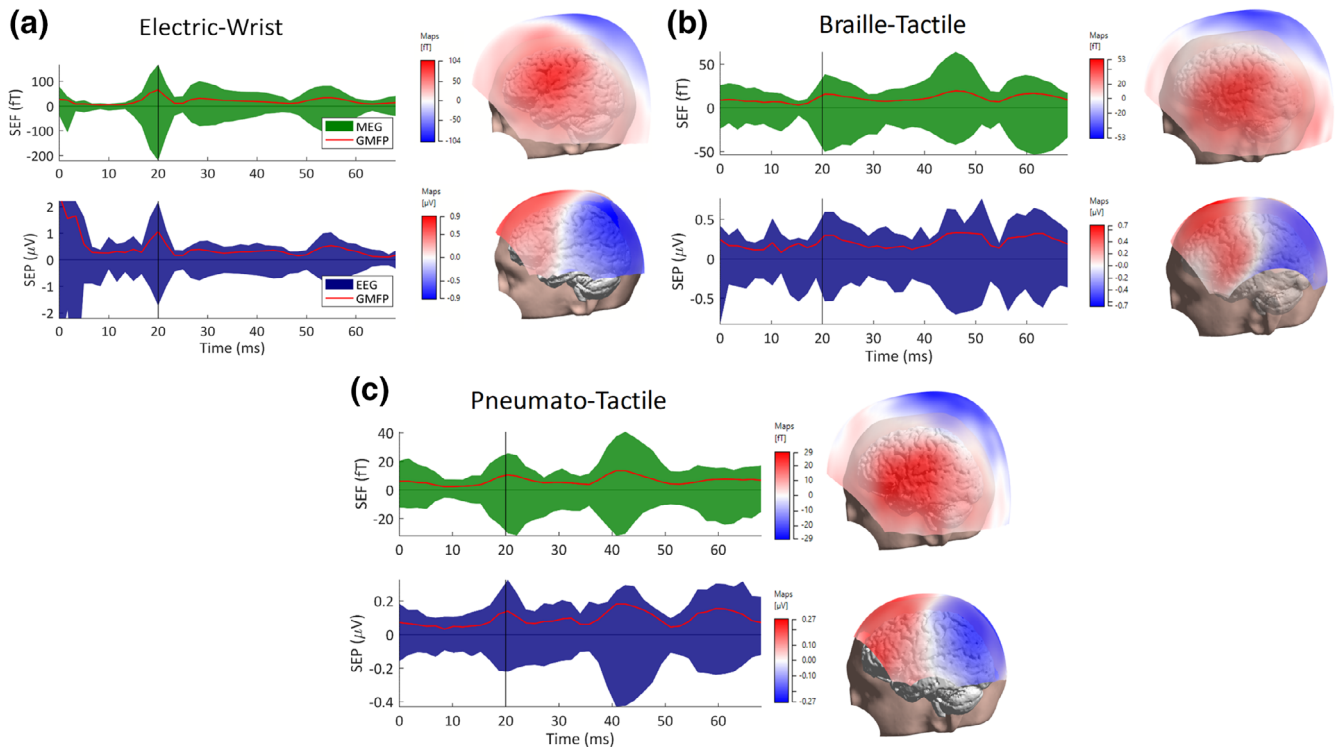 (a)
Electric-Wrist
SEF (fT)
100
0
-100
-200
MEG
GMFP
0 10 20 30 40 50 60
Maps
[fT]
104
50
0
-50
-104
SEP (µV)
2
1
0
-1
-2
EEG
GMFP
0 10 20 30 40 50 60
Time (ms)
Maps
[µV]
0.9
0.5
0.0
-0.5
-0.9
(b)
Braille-Tactile
SEF (fT)
50
0
-50
0 10 20 30 40 50 60
Maps
[fT]
53
20
0
-20
-53
SEP (µV)
0.5
0
-0.5
0 10 20 30 40 50 60
Time (ms)
Maps
[µV]
0.7
0.4
0.2
-0.0
-0.2
-0.4
-0.7
(c)
Pneumato-Tactile
SEF (fT)
40
20
0
-20
0 10 20 30 40 50 60
Maps
[fT]
29
20
10
0
-10
-20
-29
SEP (µV)
0.2
0
-0.2
-0.4
0 10 20 30 40 50 60
Time (ms)
Maps
[µV]
0.27
0.10
0.00
-0.10
-0.27